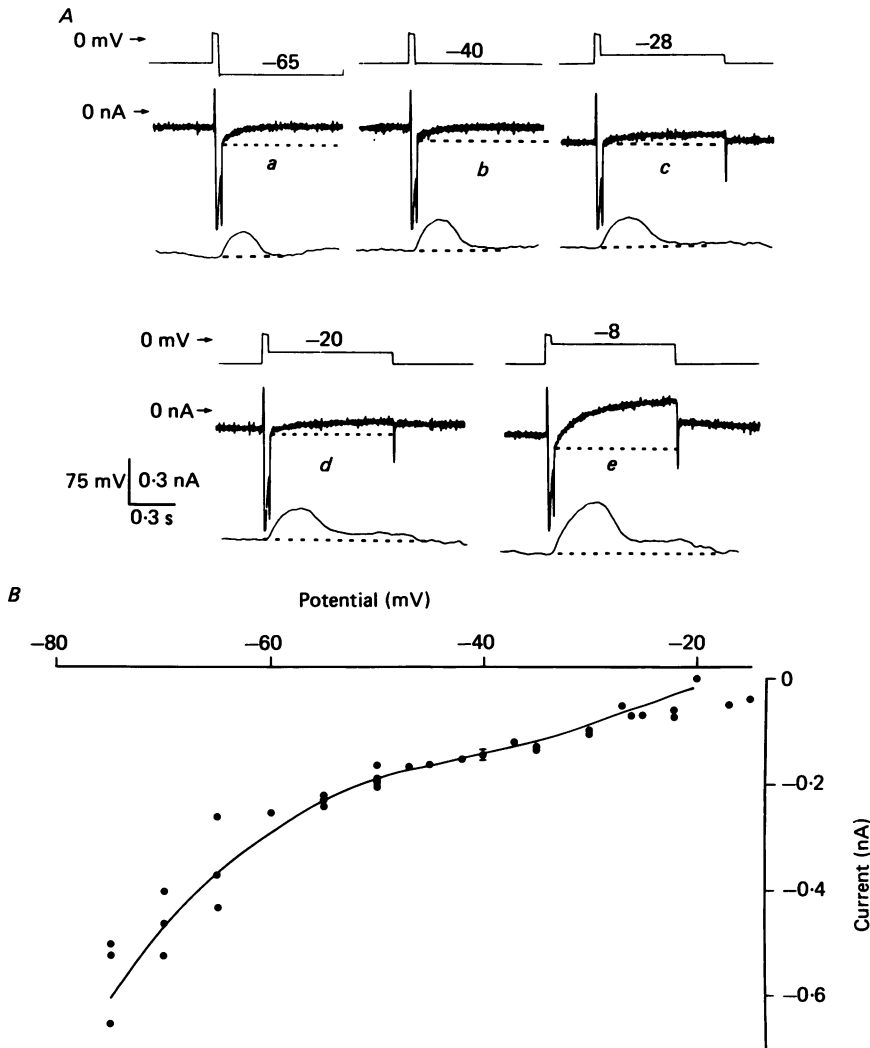 A
0 mV → −65 −40 −28
0 nA →
a b c
0 mV → −20 −8
0 nA →
d e
75 mV 0·3 nA
0·3 s
B
Potential (mV)
−80 −60 −40 −20
0
−0·2
−0·4
−0·6
Current (nA)